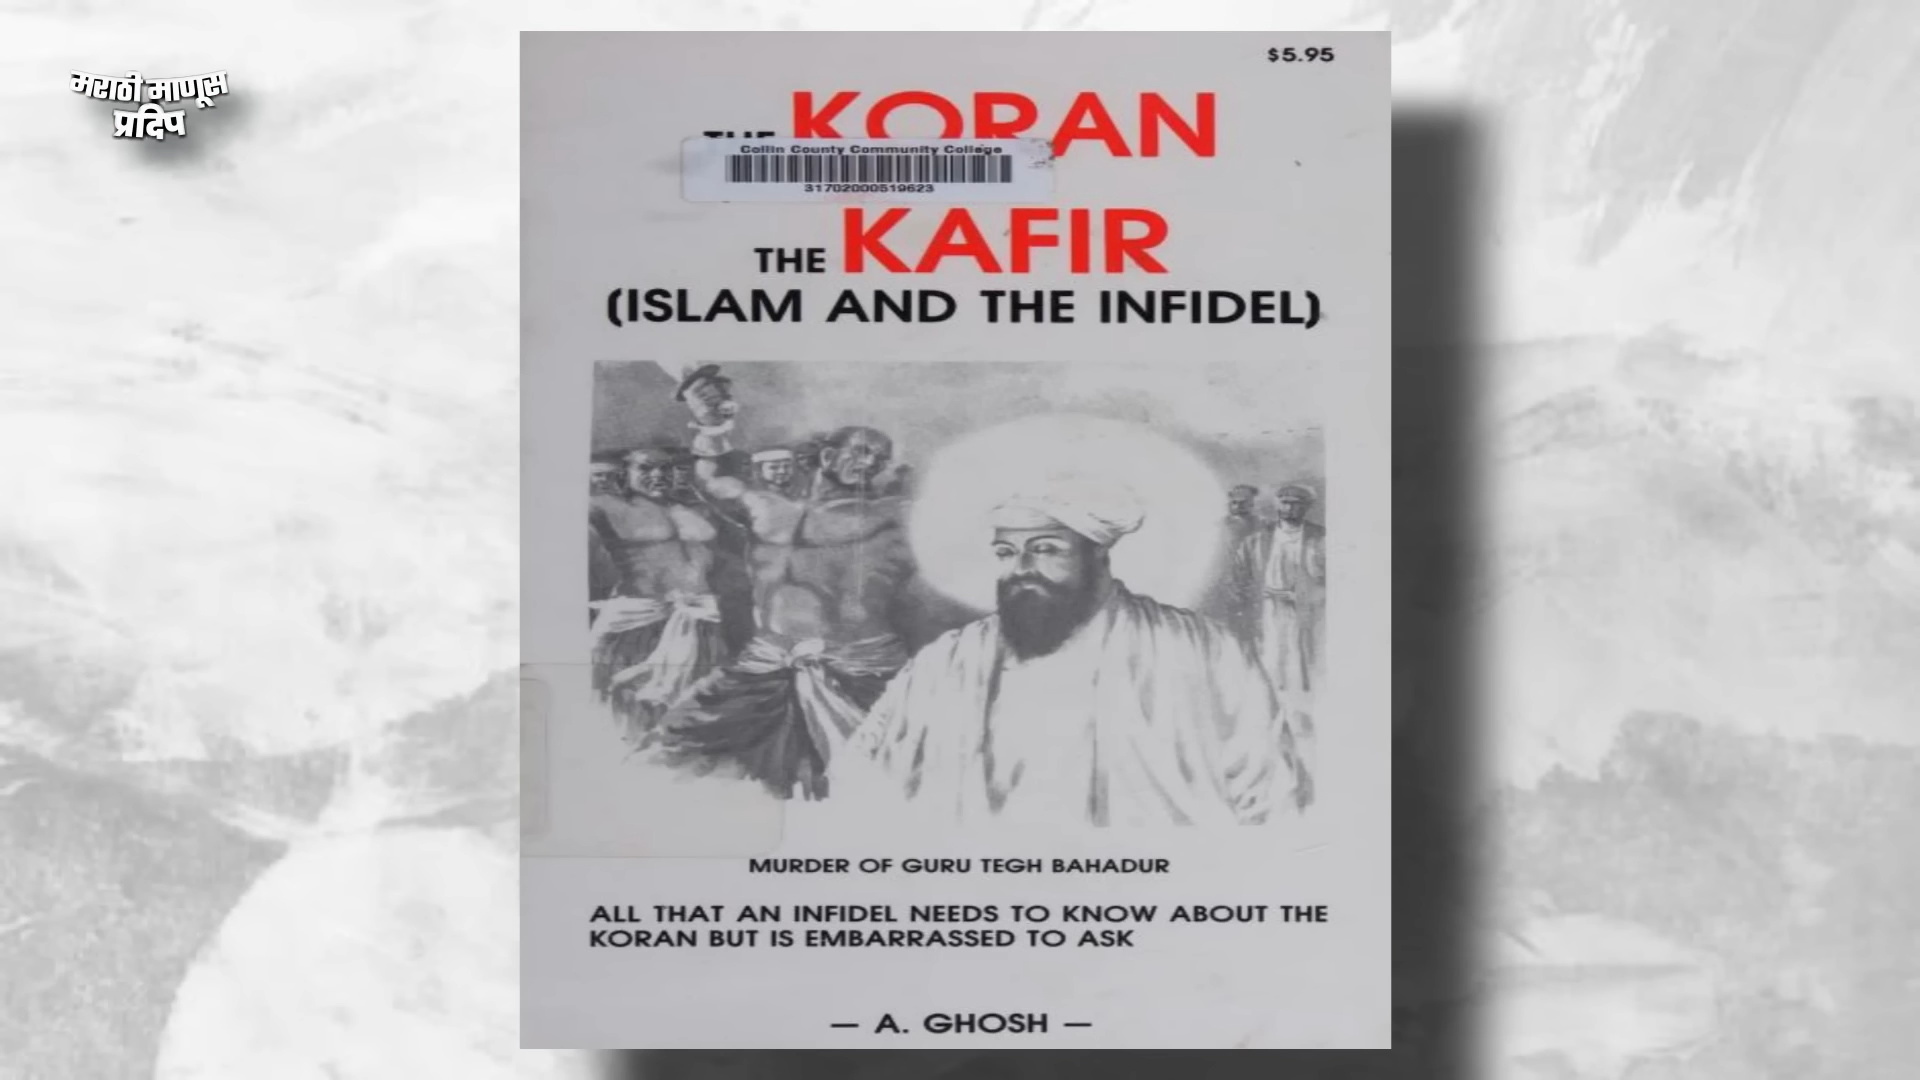 मराठी माणूस
प्रदिप
$5.95
THE KORAN
Collin County Community College
31702000519623
THE KAFIR
(ISLAM AND THE INFIDEL)
MURDER OF GURU TEGH BAHADUR
ALL THAT AN INFIDEL NEEDS TO KNOW ABOUT THE
KORAN BUT IS EMBARRASSED TO ASK
— A. GHOSH —